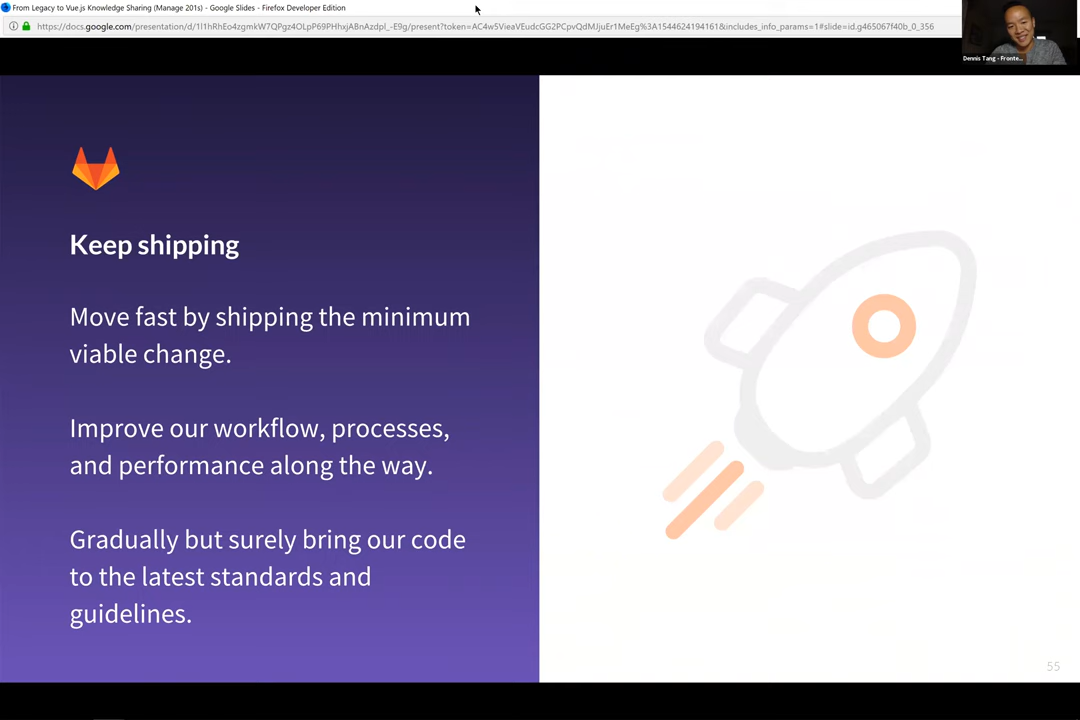 From Legacy to Vue.js Knowledge Sharing (Manage 201s) - Google Slides - Firefox Developer Edition
https://docs.google.com/presentation/d/1l1hRhEo4zgmkW7QPgz4OLpP69PHhxjA8nAzdpl_-E9g/present?token=AC4w5VieaVEudcGG2PCpvQdMJjuEr1MeEg%3A1544624194161&includes_info_params=1#slide=id.g465067f40b_0_356
Dennis Tang - Fronte...
Keep shipping
Move fast by shipping the minimum
viable change.
Improve our workflow, processes,
and performance along the way.
Gradually but surely bring our code
to the latest standards and
guidelines.
55